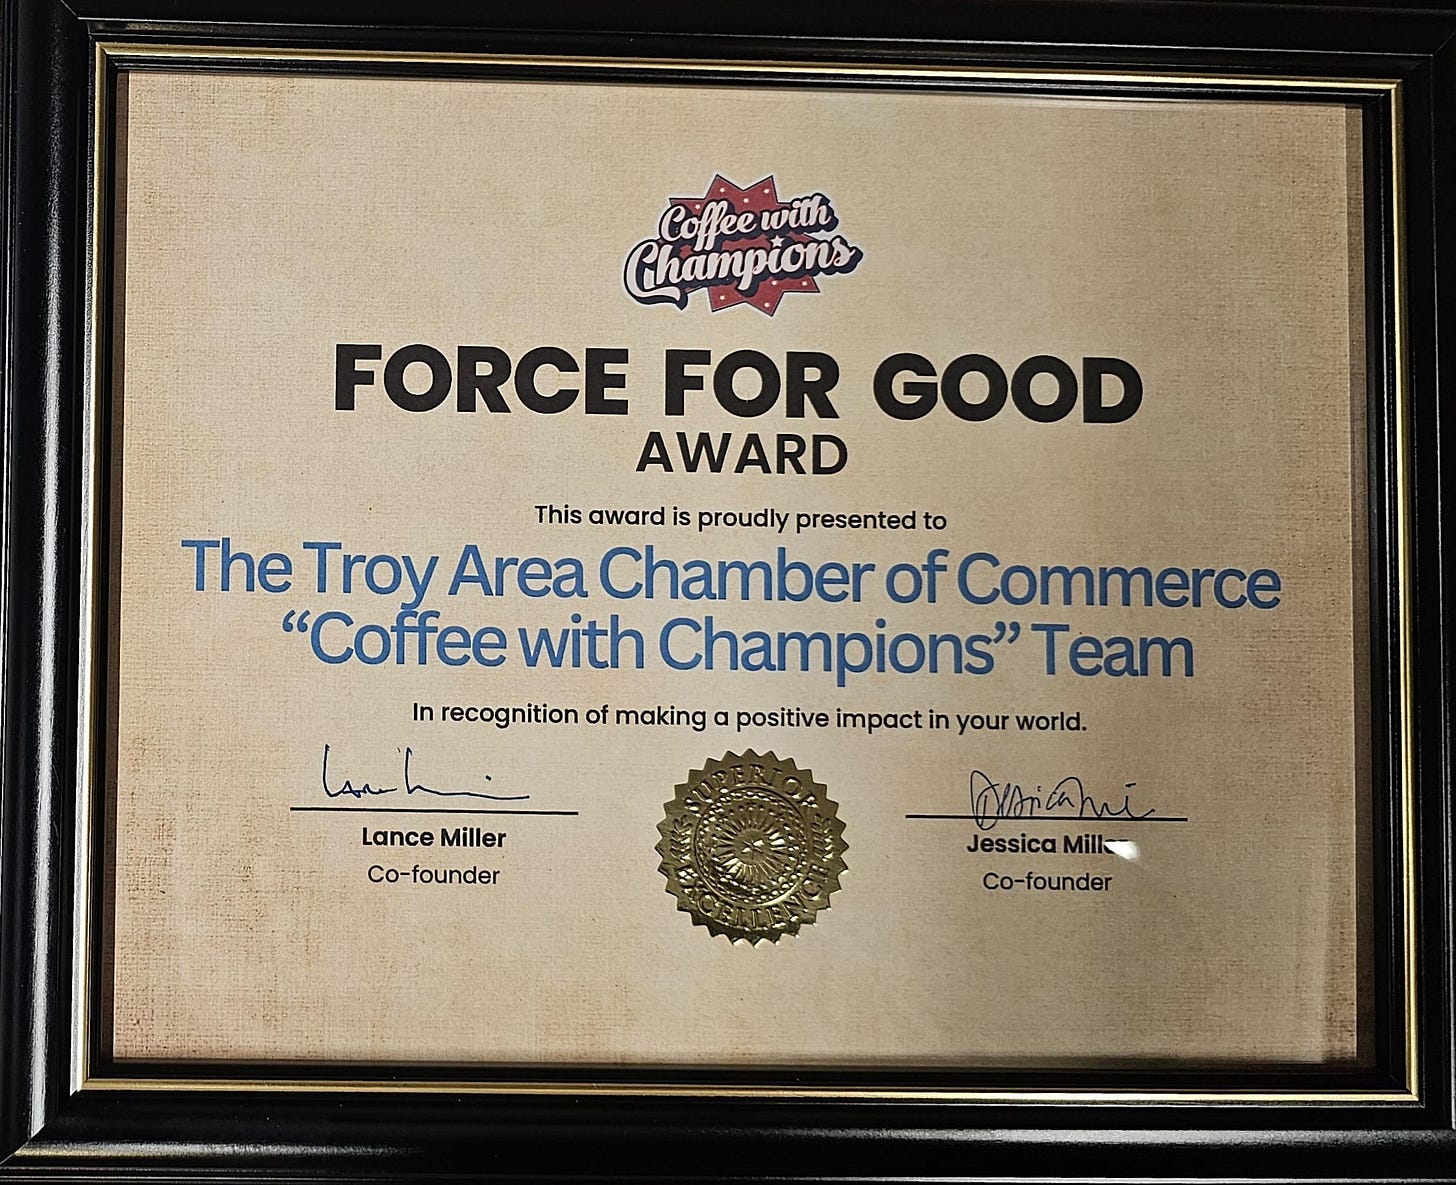 Coffee with
Champions
FORCE FOR GOOD
AWARD
This award is proudly presented to
The Troy Area Chamber of Commerce
“Coffee with Champions” Team
In recognition of making a positive impact in your world.
Lance Miller
Co-founder
SUPERIOR
EXCELLENCE
Jessica Miller
Co-founder